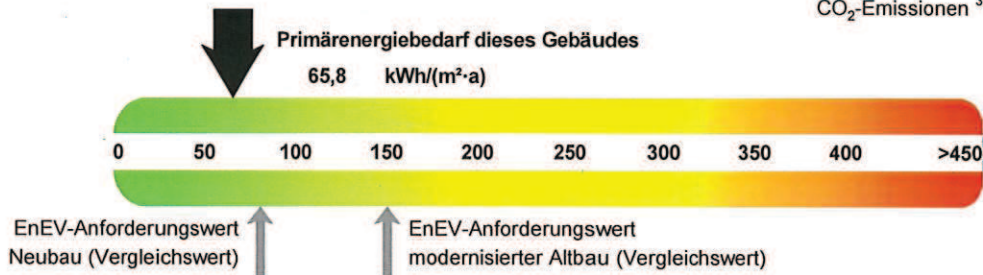 CO₂-Emissionen ³
Primärenergiebedarf dieses Gebäudes
65,8 kWh/(m²·a)
0 50 100 150 200 250 300 350 400 >450
EnEV-Anforderungswert
Neubau (Vergleichswert)
EnEV-Anforderungswert
modernisierter Altbau (Vergleichswert)